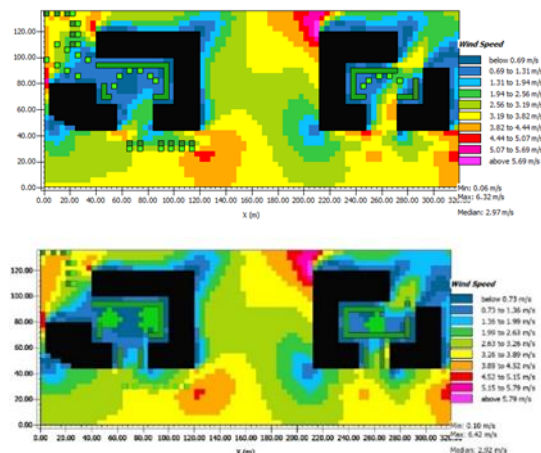 120.00
100.00
80.00
60.00
40.00
20.00
0.00
0.00 20.00 40.00 60.00 80.00 100.00 120.00 140.00 160.00 180.00 200.00 220.00 240.00 260.00 280.00 300.00 320.00
X (m)
Wind Speed
below 0.69 m/s
0.69 to 1.31 m/s
1.31 to 1.94 m/s
1.94 to 2.56 m/s
2.56 to 3.19 m/s
3.19 to 3.82 m/s
3.82 to 4.44 m/s
4.44 to 5.07 m/s
5.07 to 5.69 m/s
above 5.69 m/s
Min: 0.06 m/s
Max: 6.32 m/s
Median: 2.97 m/s
120.00
100.00
80.00
60.00
40.00
20.00
0.00
0.00 20.00 40.00 60.00 80.00 100.00 120.00 140.00 160.00 180.00 200.00 220.00 240.00 260.00 280.00 300.00
X (m)
Wind Speed
below 0.73 m/s
0.73 to 1.36 m/s
1.36 to 1.99 m/s
1.99 to 2.63 m/s
2.63 to 3.26 m/s
3.26 to 3.89 m/s
3.89 to 4.52 m/s
4.52 to 5.15 m/s
5.15 to 5.79 m/s
above 5.79 m/s
Min: 0.10 m/s
Max: 6.42 m/s
Median: 2.92 m/s